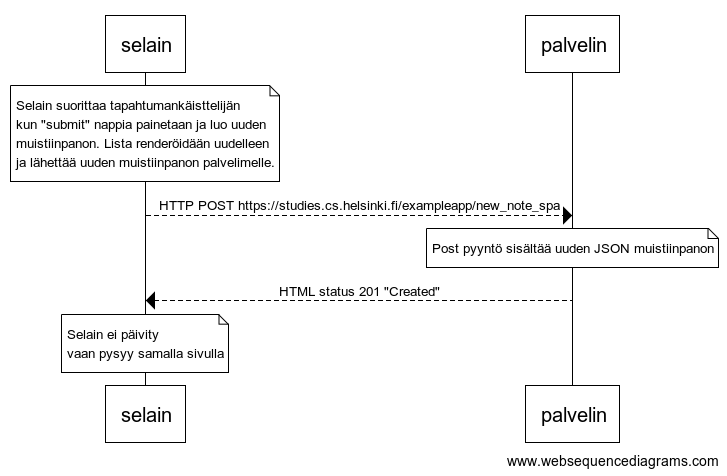 selain
palvelin
Selain suorittaa tapahtumankäisttelijän
kun "submit" nappia painetaan ja luo uuden
muistiinpanon. Lista renderöidään uudelleen
ja lähettää uuden muistiinpanon palvelimelle.
HTTP POST https://studies.cs.helsinki.fi/exampleapp/new_note_spa
Post pyyntö sisältää uuden JSON muistiinpanon
HTML status 201 "Created"
Selain ei päivity
vaan pysyy samalla sivulla
selain
palvelin
www.websequencediagrams.com